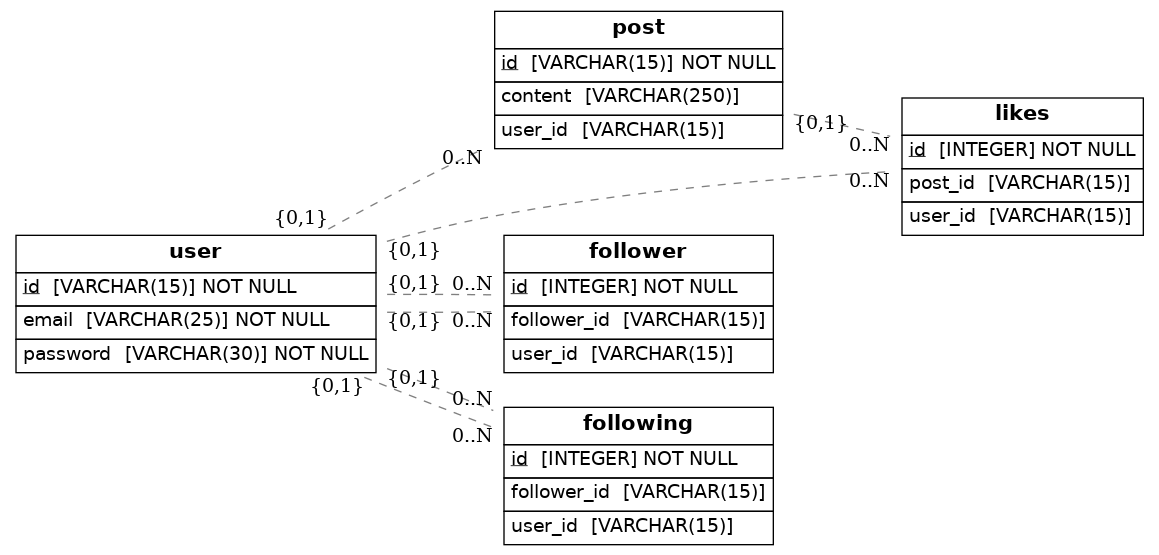 post
id [VARCHAR(15)] NOT NULL
content [VARCHAR(250)]
user_id [VARCHAR(15)]
likes
id [INTEGER] NOT NULL
post_id [VARCHAR(15)]
user_id [VARCHAR(15)]
{0,1}
0..N
0..N
{0,1}
0..N
{0,1}
user
id [VARCHAR(15)] NOT NULL
email [VARCHAR(25)] NOT NULL
password [VARCHAR(30)] NOT NULL
{0,1} 0..N
{0,1} 0..N
follower
id [INTEGER] NOT NULL
follower_id [VARCHAR(15)]
user_id [VARCHAR(15)]
{0,1}
0..N
{0,1}
0..N
following
id [INTEGER] NOT NULL
follower_id [VARCHAR(15)]
user_id [VARCHAR(15)]